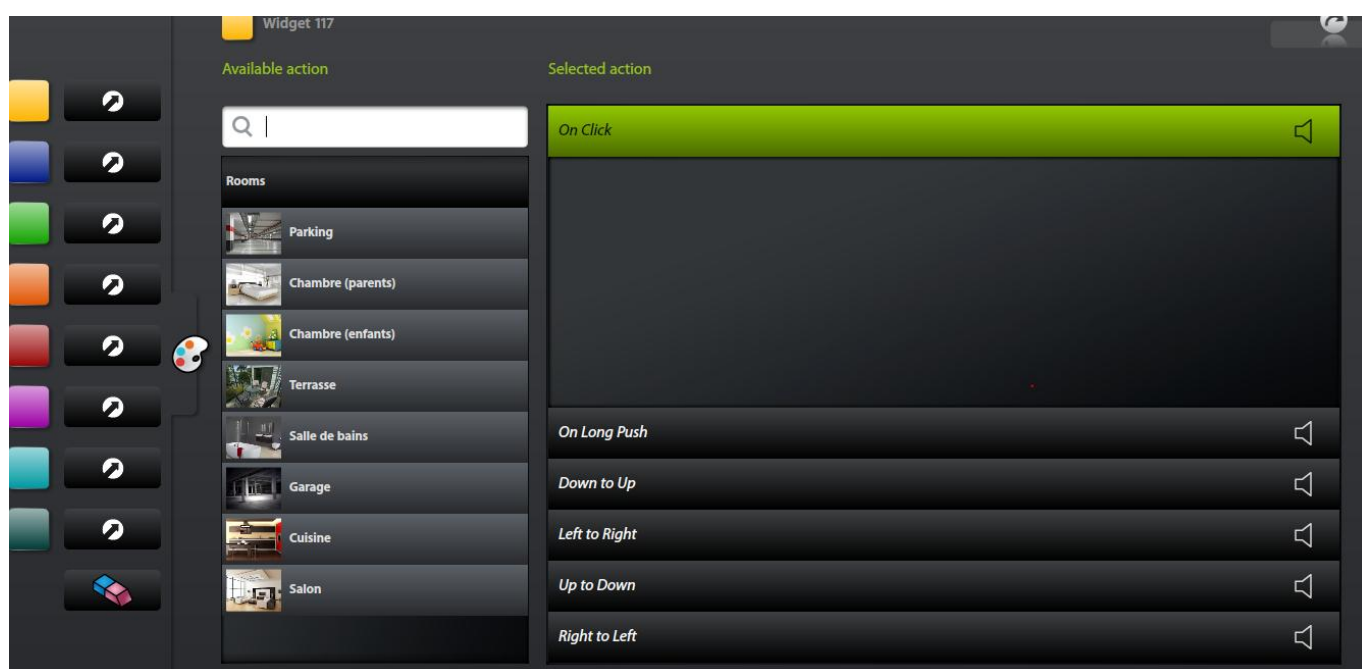 Widget 117
Available action
Selected action
On Click
Rooms
Parking
Chambre (parents)
Chambre (enfants)
Terrasse
Salle de bains
Garage
Cuisine
Salon
On Long Push
Down to Up
Left to Right
Up to Down
Right to Left